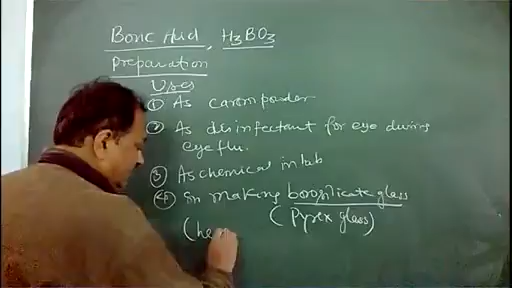 Boric Acid, H3BO3
Preparation
Uses
① As carom powder
② As disinfectant for eye during
eye flu.
③ As chemical in lab
④ In making borosilicate glass
(Pyrex glass)
(he